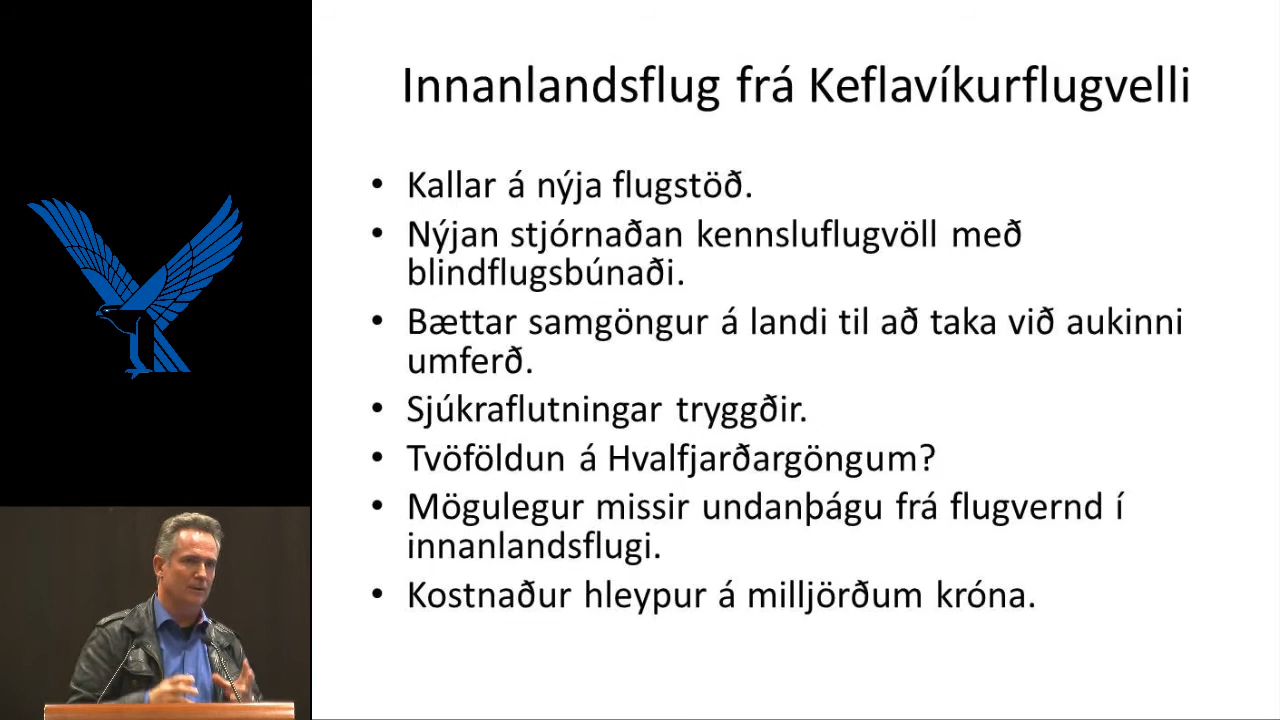 Innanlandsflug frá Keflavíkurflugvelli
• Kallar á nýja flugstöð.
• Nýjan stjórnaðan kennsluflugvöll með
blindflugsbúnaði.
• Bættar samgöngur á landi til að taka við aukinni
umferð.
• Sjúkraflutningar tryggðir.
• Tvöföldun á Hvalfjarðargöngum?
• Mögulegur missir undanþágu frá flugvernd í
innanlandsflugi.
• Kostnaður hleypur á milljörðum króna.